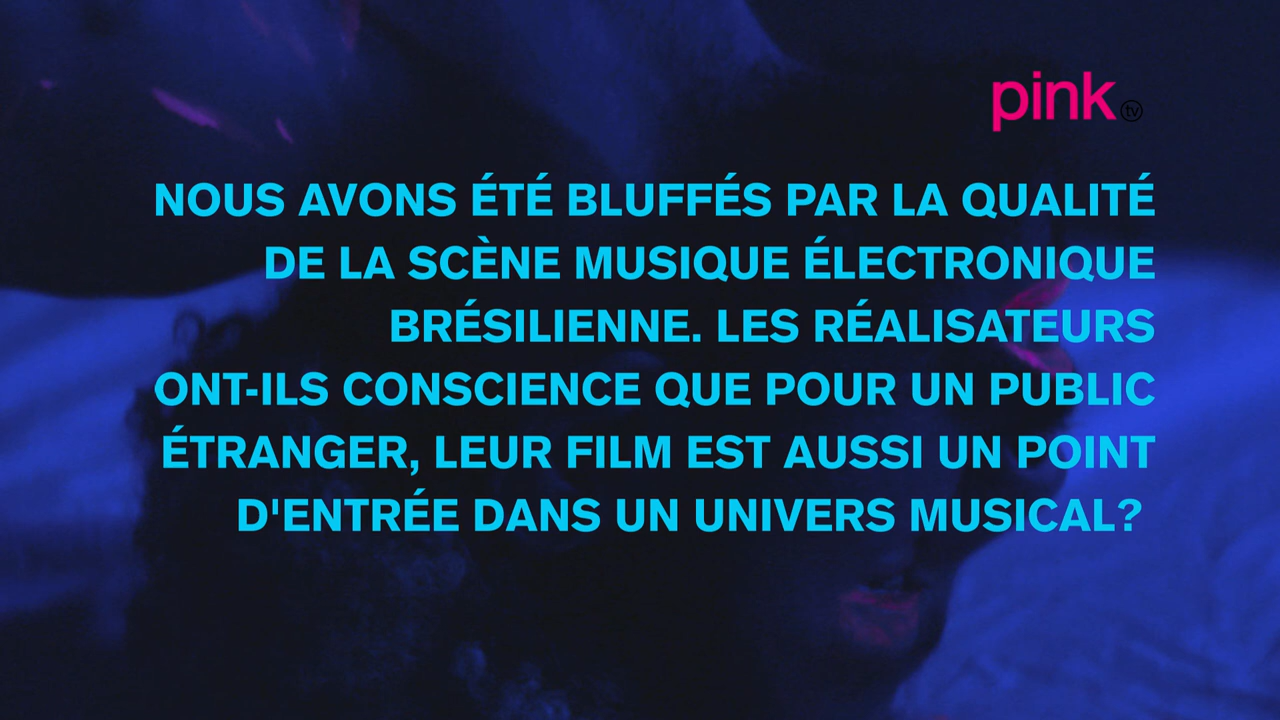 pink tv
NOUS AVONS ÉTÉ BLUFFÉS PAR LA QUALITÉ
DE LA SCÈNE MUSIQUE ÉLECTRONIQUE
BRÉSILIENNE. LES RÉALISATEURS
ONT-ILS CONSCIENCE QUE POUR UN PUBLIC
ÉTRANGER, LEUR FILM EST AUSSI UN POINT
D'ENTRÉE DANS UN UNIVERS MUSICAL?